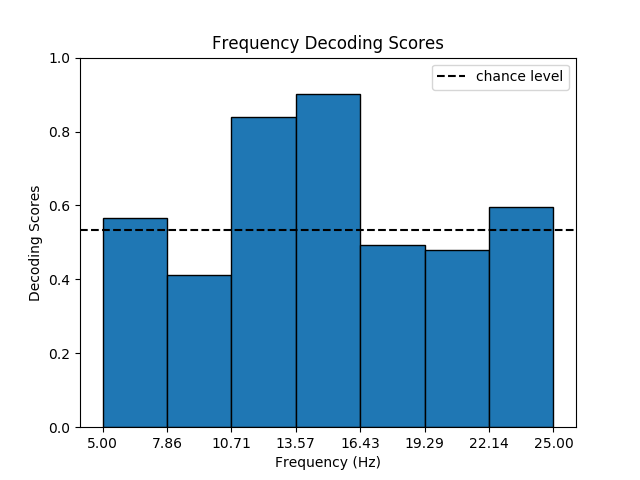 Frequency Decoding Scores
chance level
1.0
0.8
0.6
0.4
0.2
0.0
Decoding Scores
5.00 7.86 10.71 13.57 16.43 19.29 22.14 25.00
Frequency (Hz)